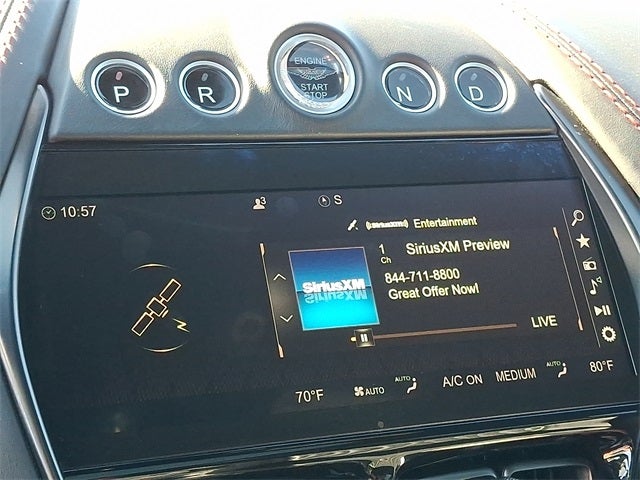 P R ENGINE START STOP N D
10:57 3 S
((SiriusXM)) Entertainment
1 SiriusXM Preview
Ch
844-711-8800
Great Offer Now!
SiriusXM
LIVE
70°F AUTO AUTO A/C ON MEDIUM AUTO 80°F